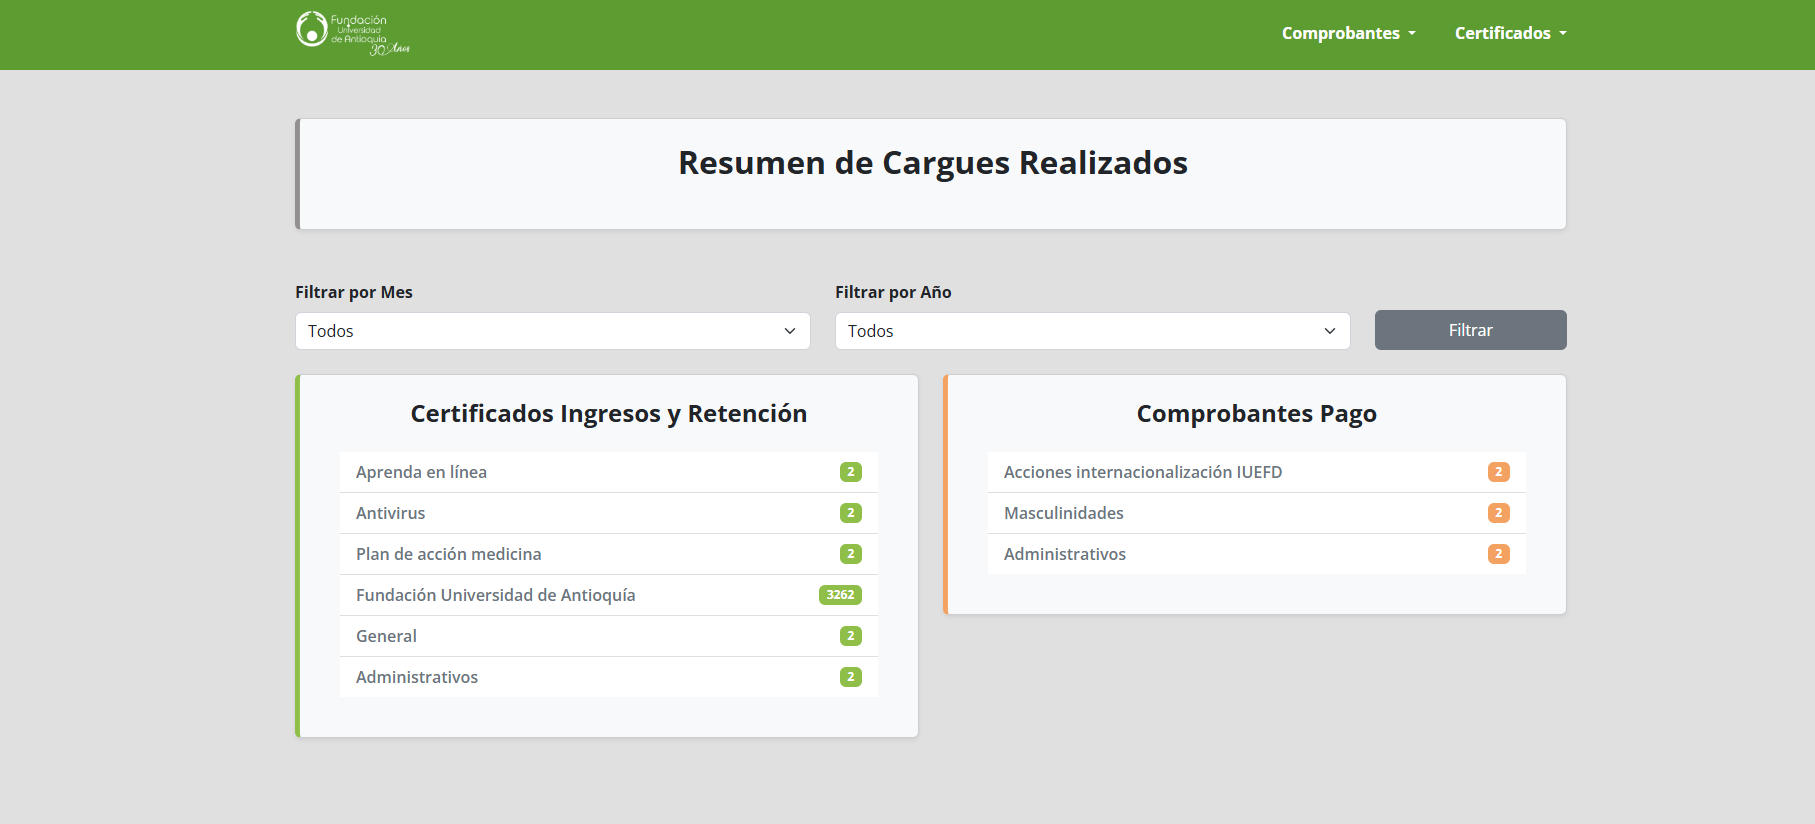 Fundación
Universidad
de Antioquia
30 Años
Comprobantes
Certificados
Resumen de Cargues Realizados
Filtrar por Mes
Filtrar por Año
Todos
Todos
Filtrar
Certificados Ingresos y Retención
Aprenda en línea 2
Antivirus 2
Plan de acción medicina 2
Fundación Universidad de Antioquía 3262
General 2
Administrativos 2
Comprobantes Pago
Acciones internacionalización IUEFD 2
Masculinidades 2
Administrativos 2